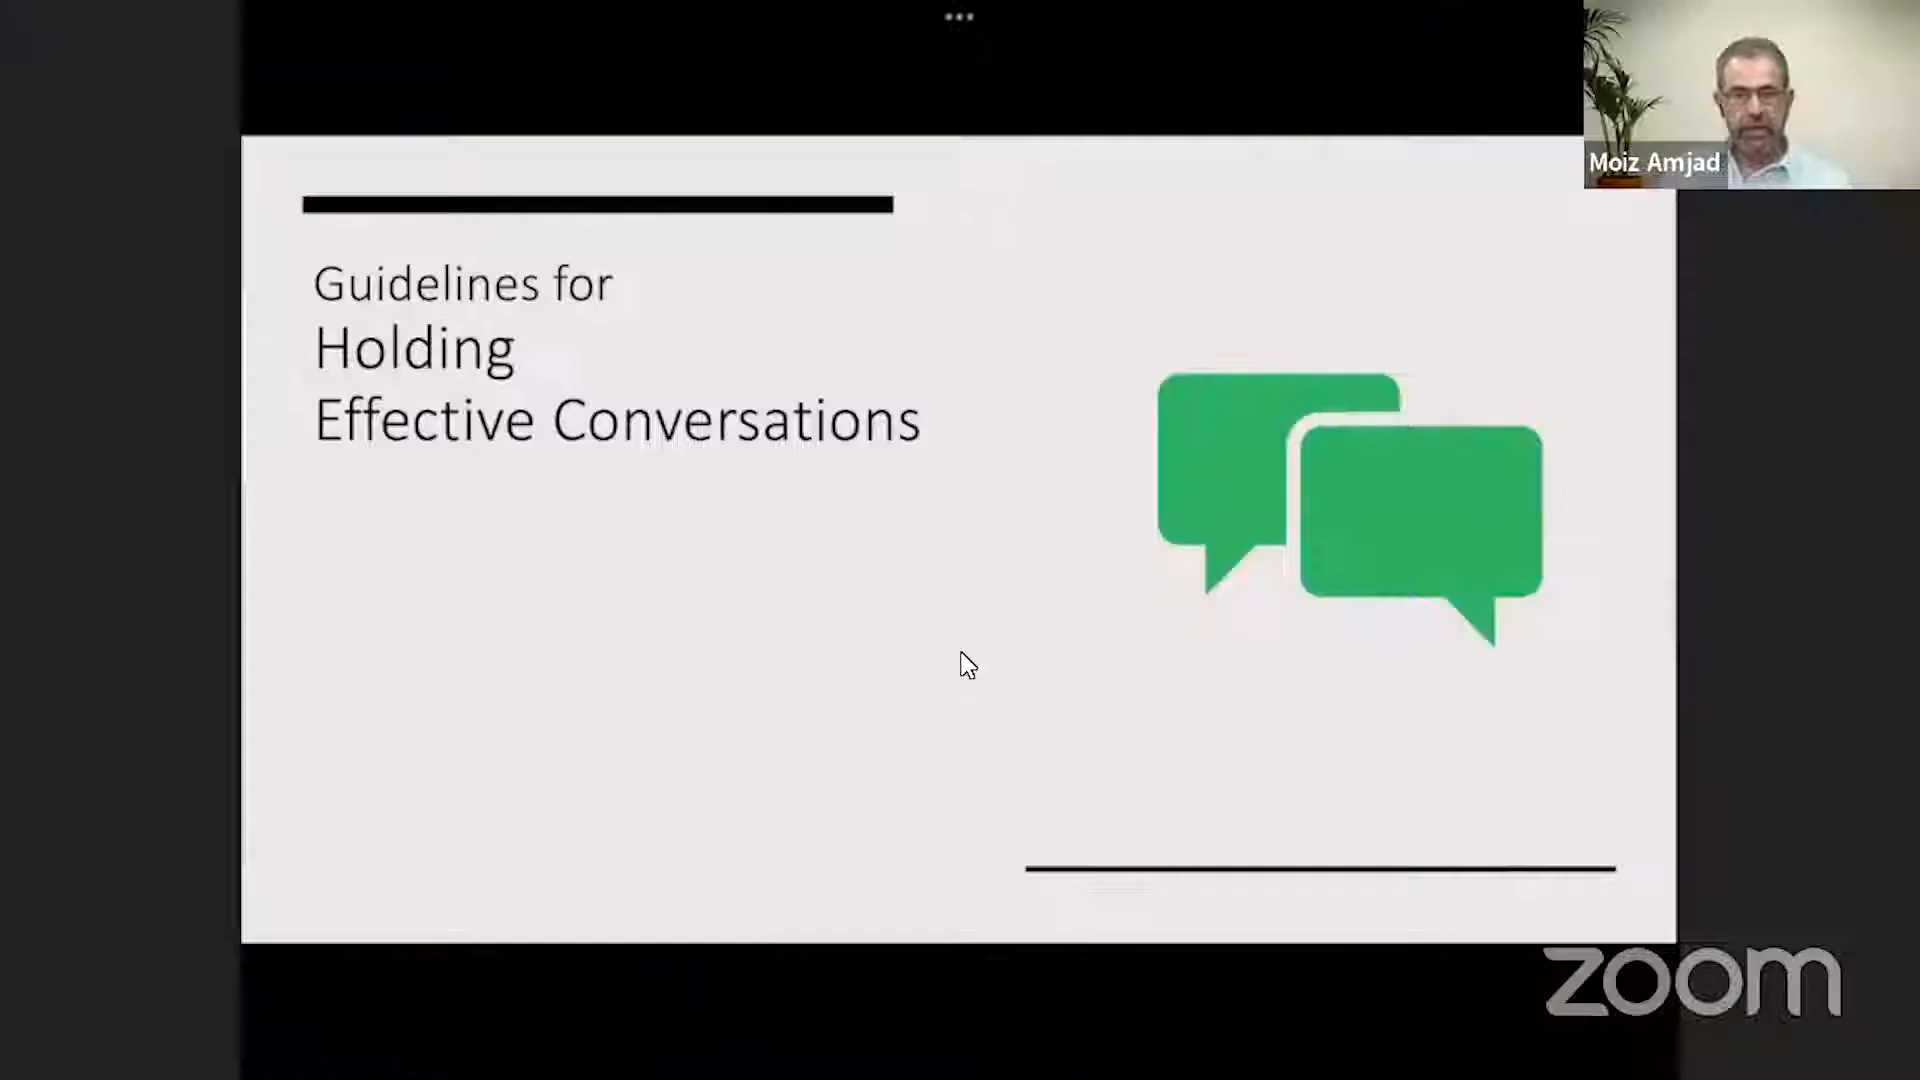 Moiz Amjad
Guidelines for
Holding
Effective Conversations
zoom